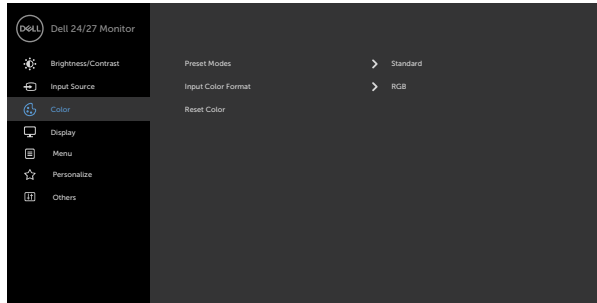 DELL Dell 24/27 Monitor
Brightness/Contrast Preset Modes Standard
Input Source Input Color Format RGB
Color Reset Color
Display
Menu
Personalize
Others